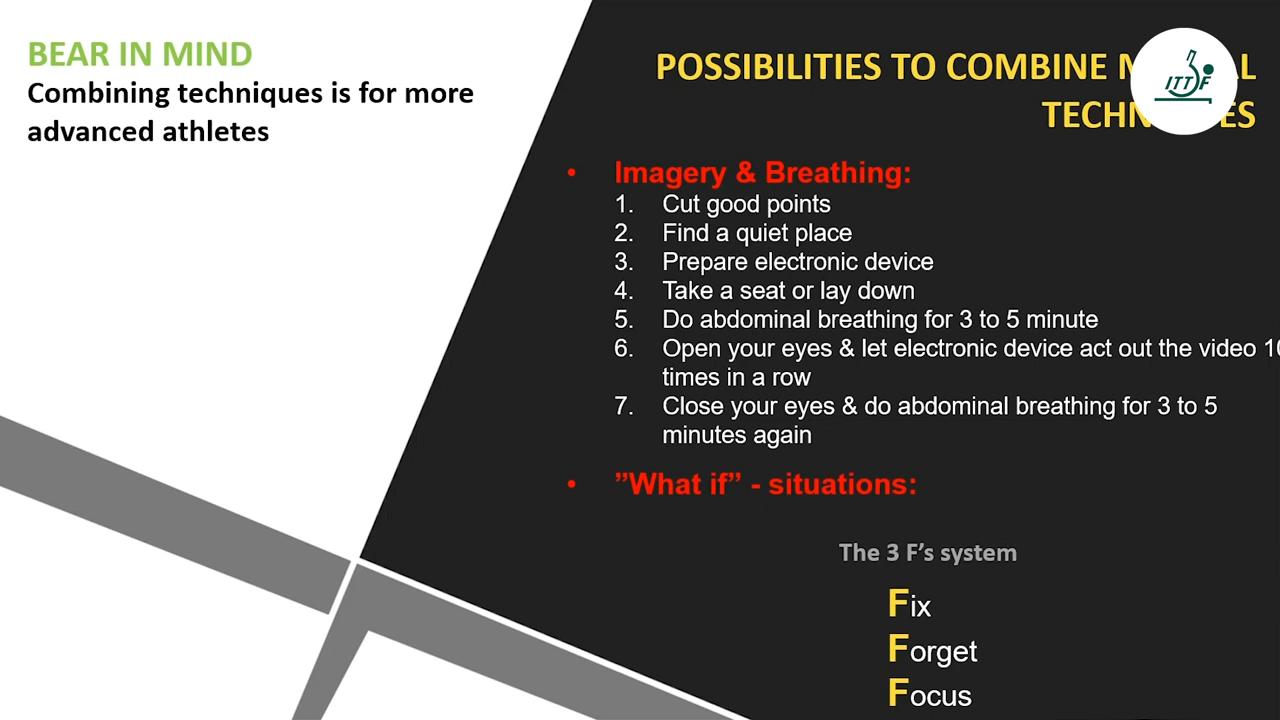 BEAR IN MIND
Combining techniques is for more
advanced athletes
POSSIBILITIES TO COMBINE
ITTF
• Imagery & Breathing:
1. Cut good points
2. Find a quiet place
3. Prepare electronic device
4. Take a seat or lay down
5. Do abdominal breathing for 3 to 5 minute
6. Open your eyes & let electronic device act out the video
times in a row
7. Close your eyes & do abdominal breathing for 3 to 5
minutes again
• ”What if” - situations:
The 3 F’s system
Fix
Forget
Focus